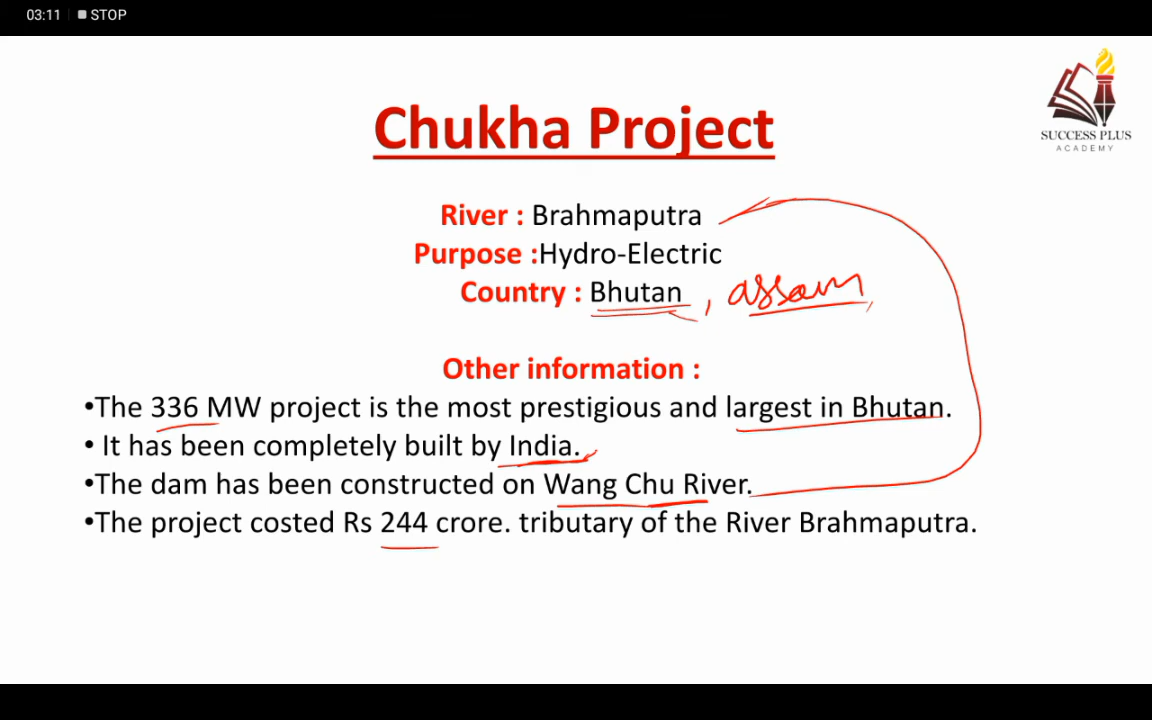 03:11 STOP
SUCCESS PLUS
ACADEMY
Chukha Project
River : Brahmaputra
Purpose :Hydro-Electric
Country : Bhutan , assam
Other information :
•The 336 MW project is the most prestigious and largest in Bhutan.
• It has been completely built by India.
•The dam has been constructed on Wang Chu River.
•The project costed Rs 244 crore. tributary of the River Brahmaputra.